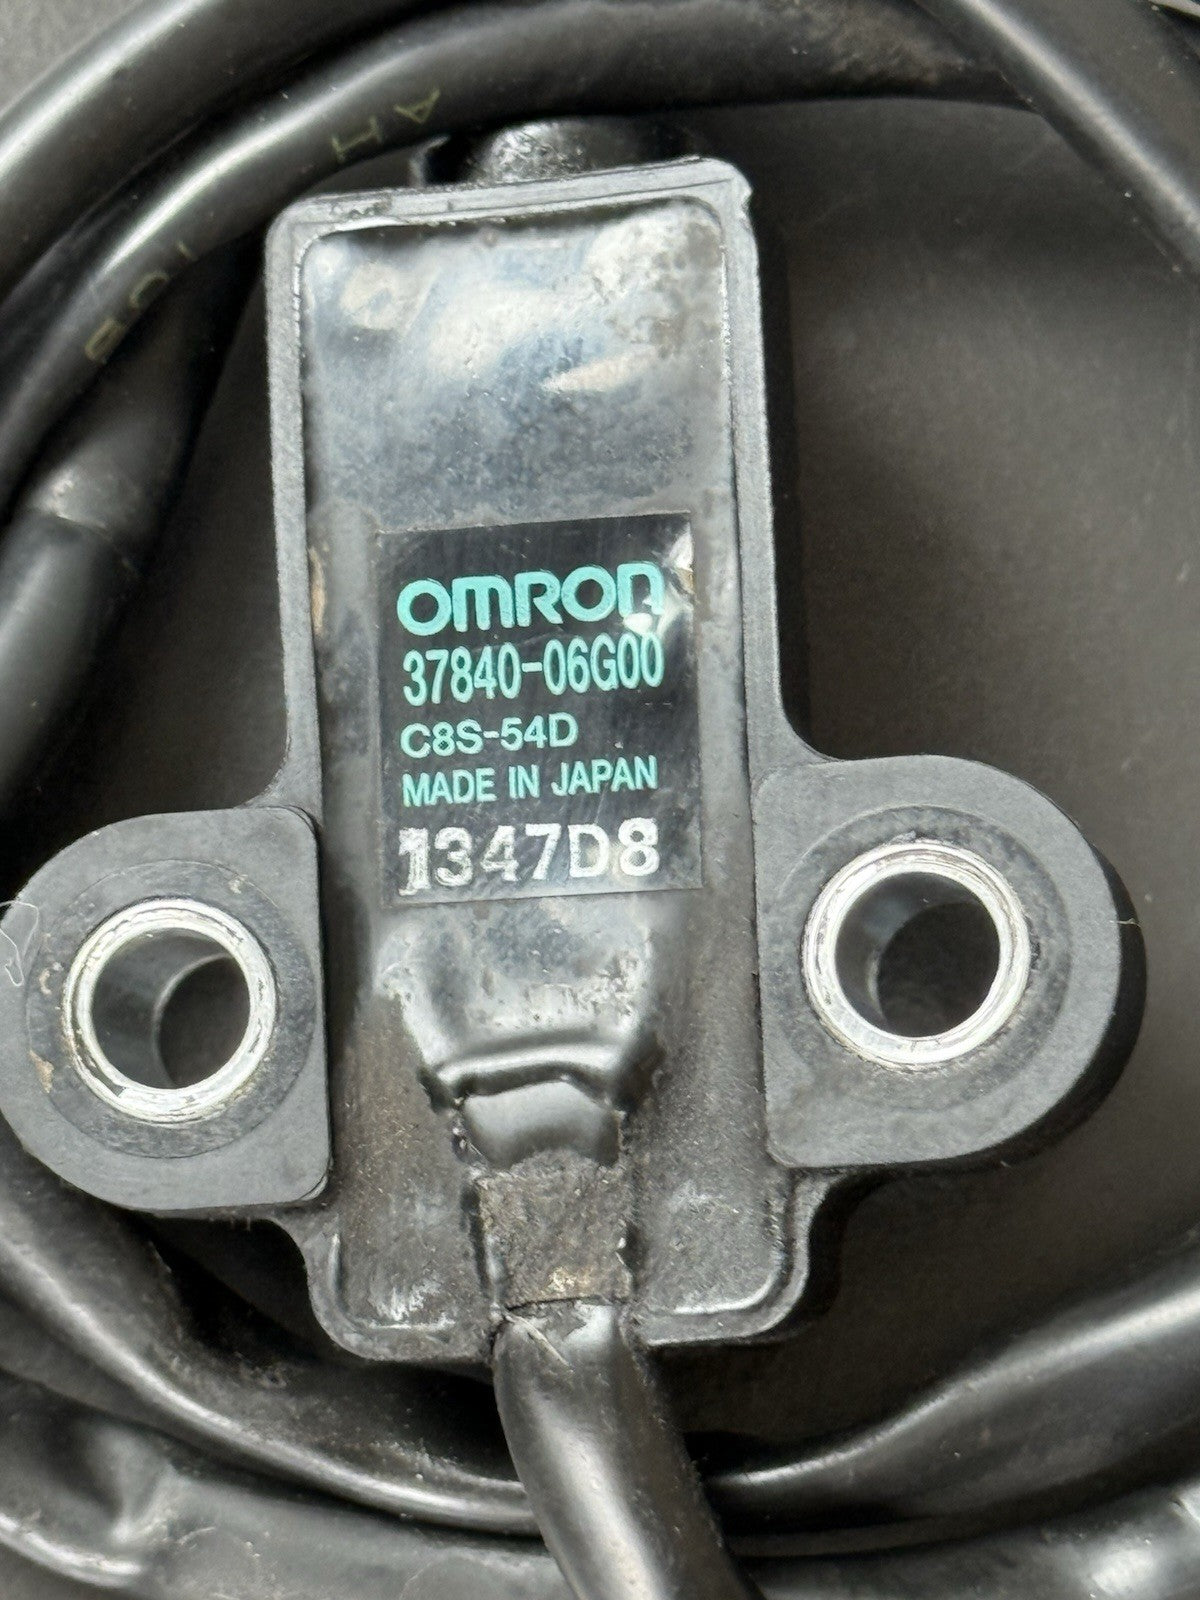 OMRON
37840-06G00
C8S-54D
MADE IN JAPAN
1347D8